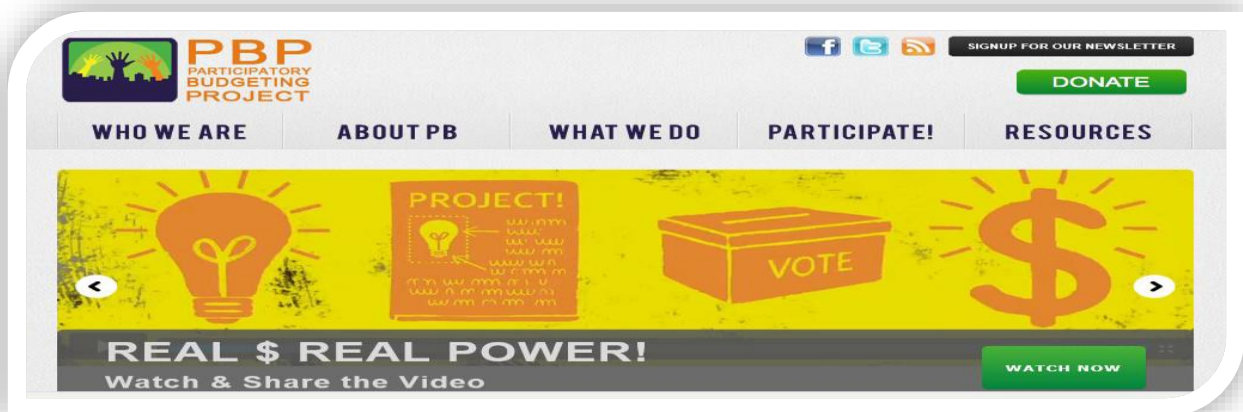 PBP
PARTICIPATORY
BUDGETING
PROJECT
SIGNUP FOR OUR NEWSLETTER
DONATE
WHO WE ARE
ABOUT PB
WHAT WE DO
PARTICIPATE!
RESOURCES
PROJECT!
VOTE
$
REAL $ REAL POWER!
Watch & Share the Video
WATCH NOW